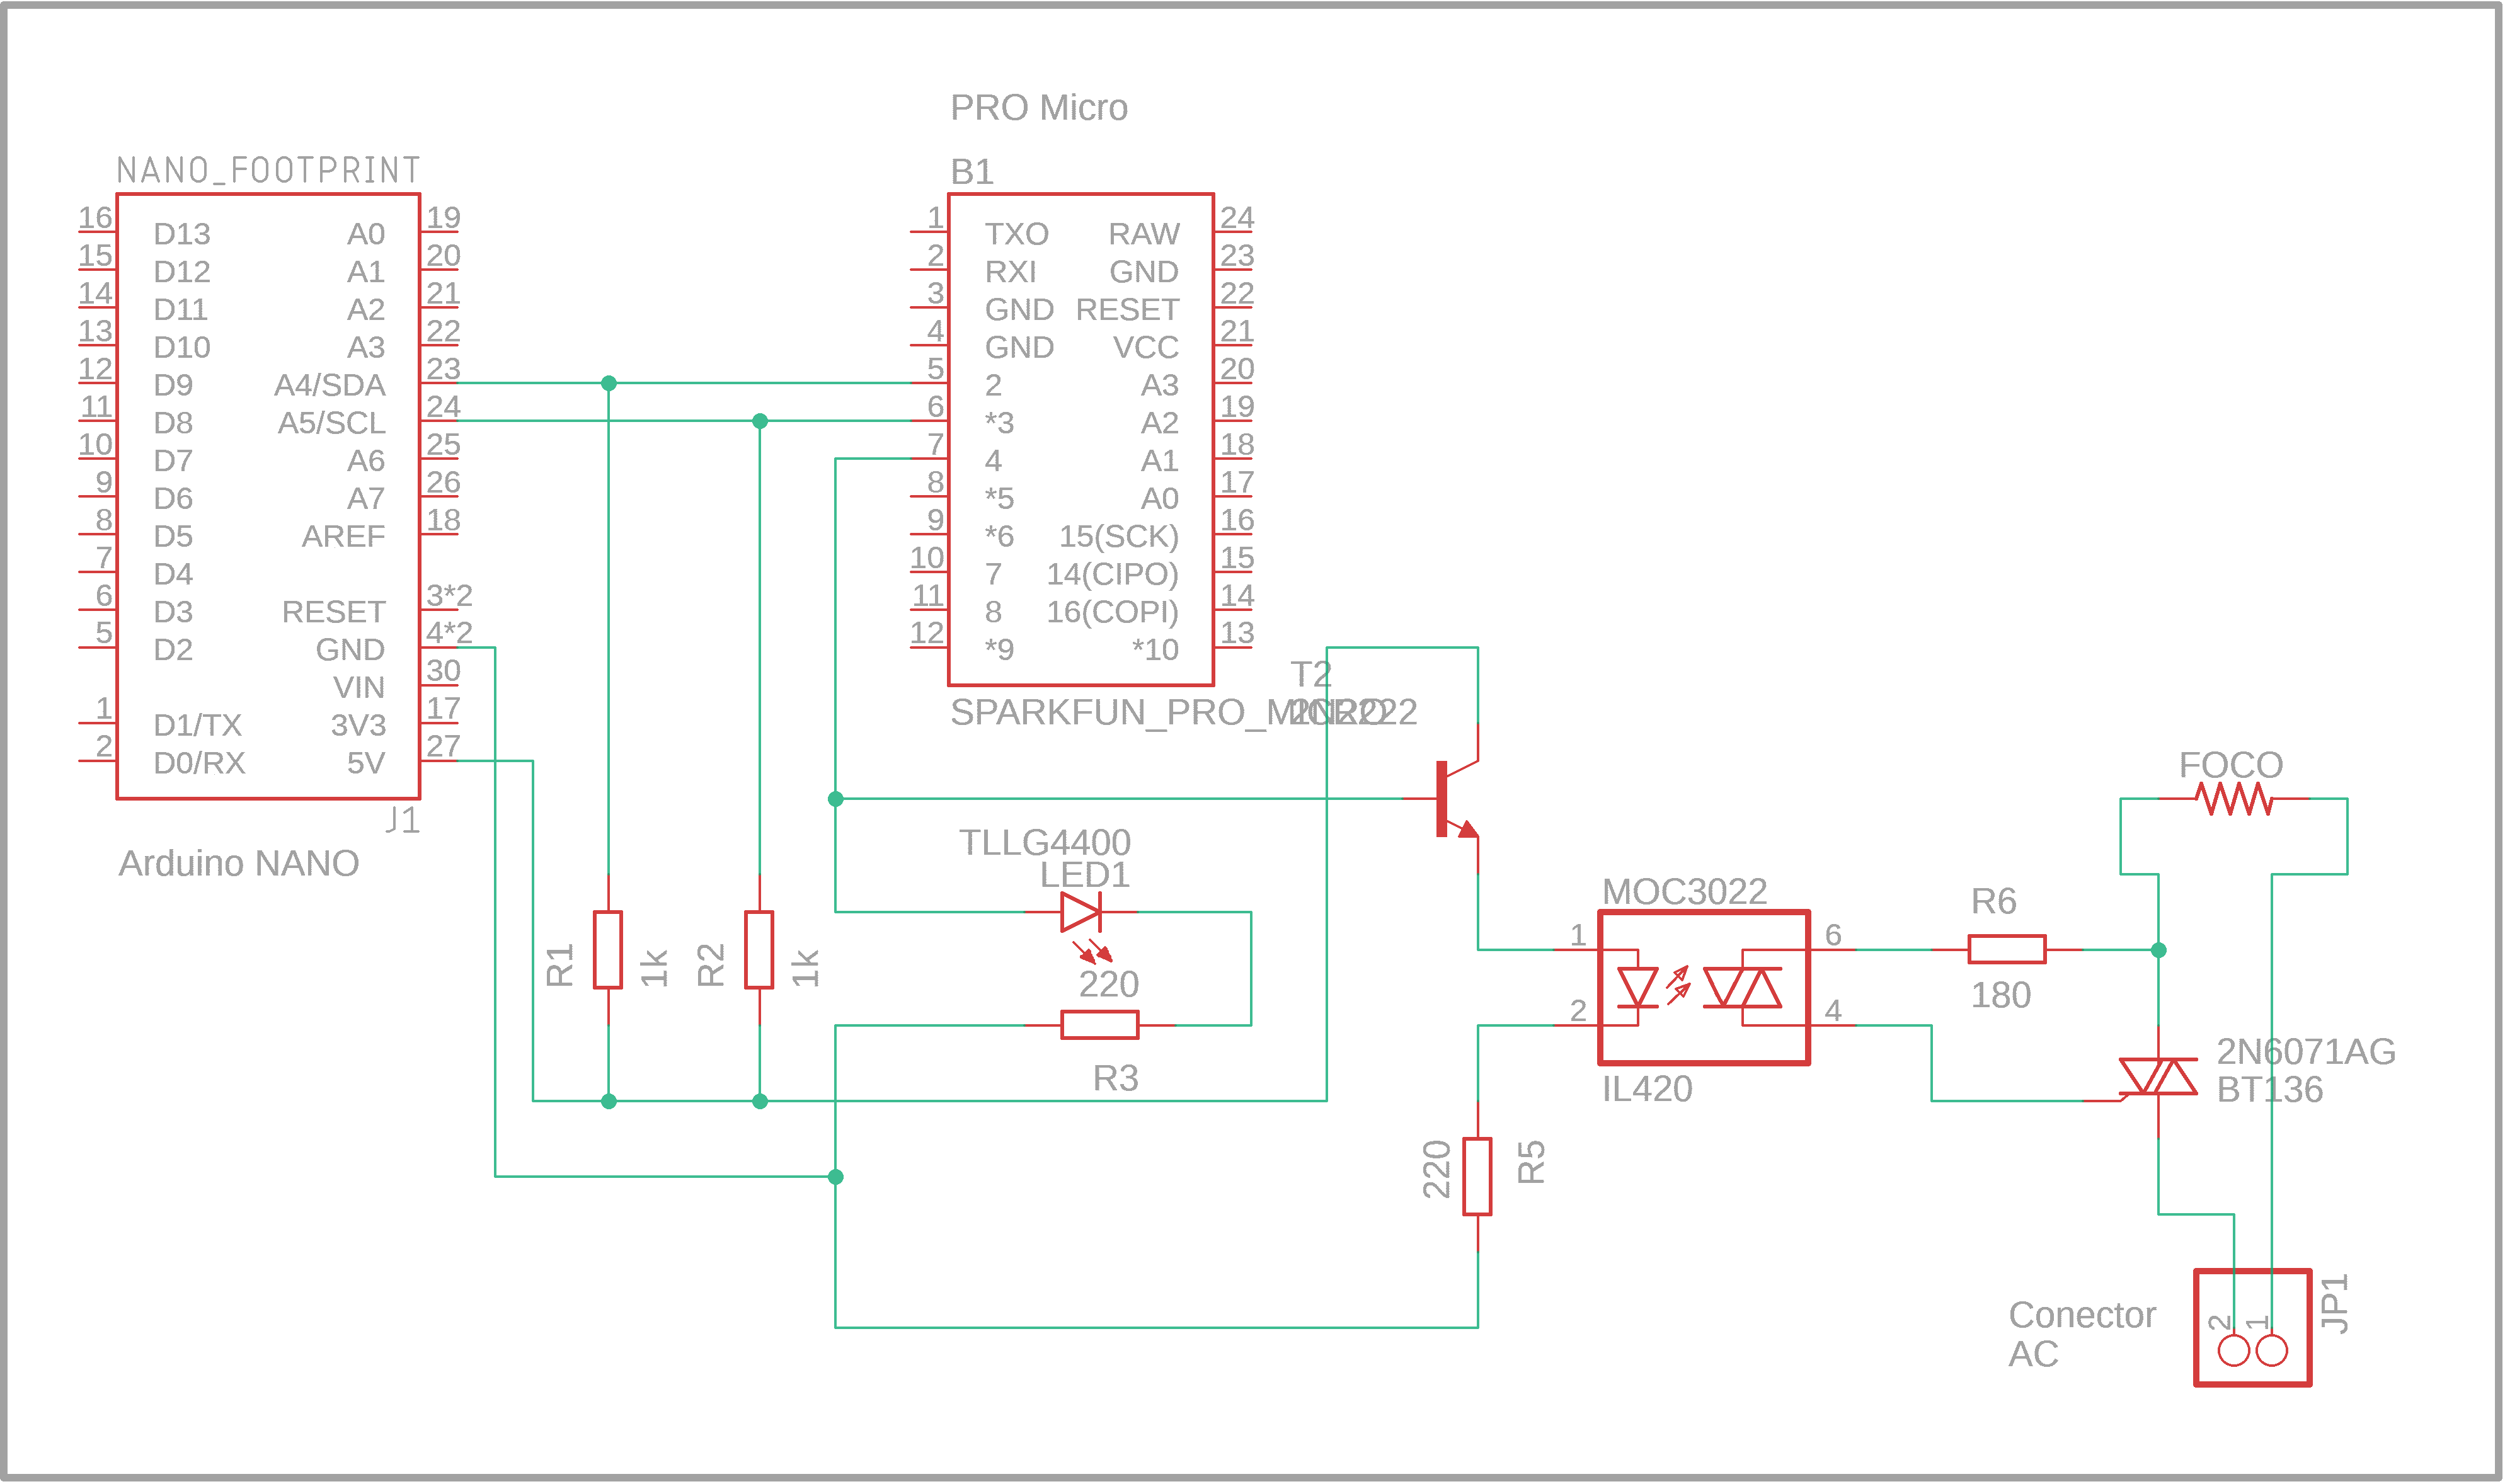 PRO Micro
NANO_FOOTPRINT
B1
16 D13 A0 19
15 D12 A1 20
14 D11 A2 21
13 D10 A3 22
12 D9 A4/SDA 23
11 D8 A5/SCL 24
10 D7 A6 25
9 D6 A7 26
8 D5 AREF 18
7 D4
6 D3 RESET 3*2
5 D2 GND 4*2
VIN 30
1 D1/TX 3V3 17
2 D0/RX 5V 27
J1
Arduino NANO
1 TXO RAW 24
2 RXI GND 23
3 GND RESET 22
4 GND VCC 21
5 2 A3 20
6 *3 A2 19
7 4 A1 18
8 *5 A0 17
9 *6 15(SCK) 16
10 7 14(CIPO) 15
11 8 16(COPI) 14
12 *9 *10 13
SPARKFUN_PRO_MICRO
T2
2N2222
TLLG4400
LED1
R1
1k
R2
1k
220
R3
MOC3022
1 6
2 4
IL420
220
R5
R6
180
FOCO
2N6071AG
BT136
Conector
AC
2 1
JP1